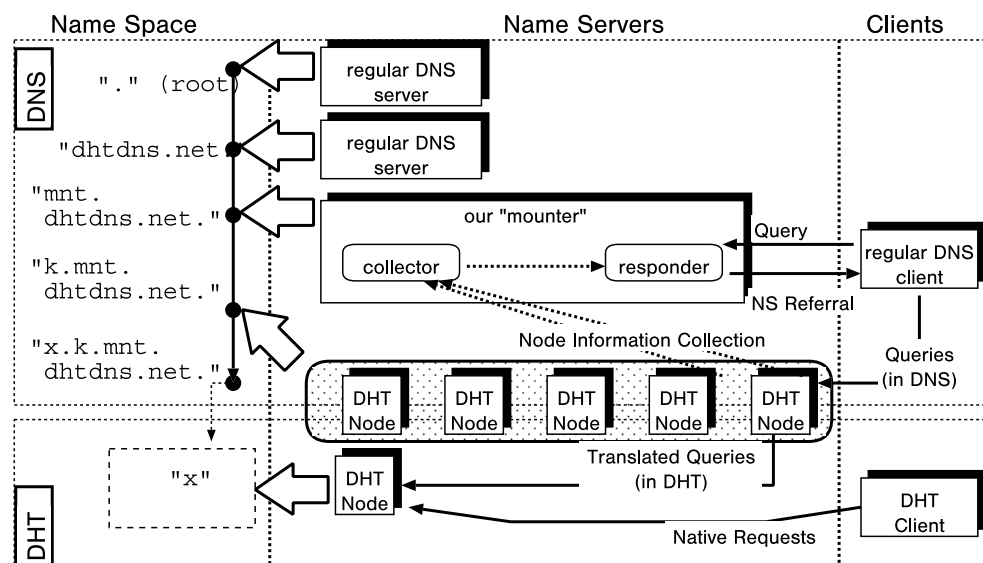 Name Space
Name Servers
Clients
DNS
"." (root)
regular DNS
server
"dhtdns.net."
regular DNS
server
"mnt.
dhtdns.net."
our "mounter"
collector
responder
Query
NS Referral
regular DNS
client
"k.mnt.
dhtdns.net."
Node Information Collection
Queries
(in DNS)
"x.k.mnt.
dhtdns.net."
DHT
Node
DHT
Node
DHT
Node
DHT
Node
DHT
Node
Translated Queries
(in DHT)
DHT
"x"
DHT
Node
DHT
Client
Native Requests